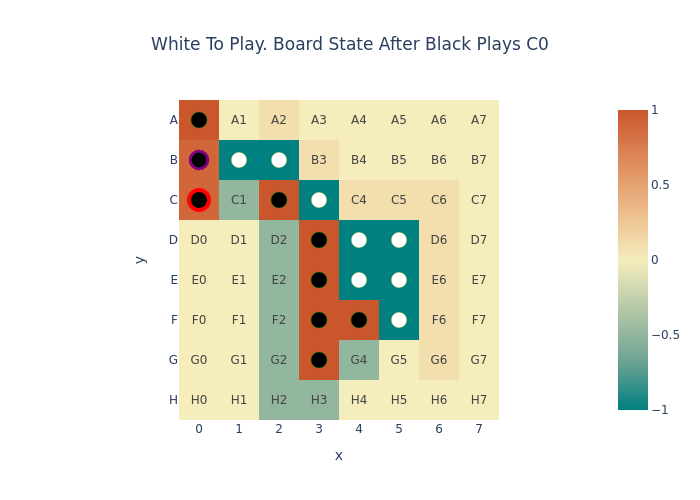 White To Play. Board State After Black Plays C0
A A1 A2 A3 A4 A5 A6 A7
B B3 B4 B5 B6 B7
C C1 C4 C5 C6 C7
D D0 D1 D2 D6 D7
E E0 E1 E2 E6 E7
F F0 F1 F2 F6 F7
G G0 G1 G2 G4 G5 G6 G7
H H0 H1 H2 H3 H4 H5 H6 H7
0 1 2 3 4 5 6 7
x
y
1
0.5
0
−0.5
−1